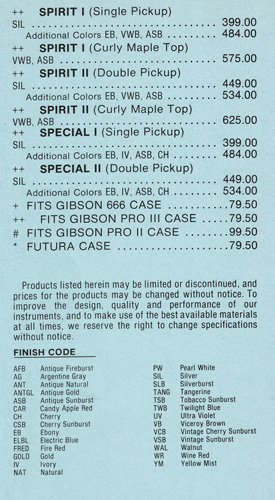 ++ SPIRIT I (Single Pickup)
SIL ........ 399.00
Additional Colors EB, VWB, ASB ........ 484.00
++ SPIRIT I (Curly Maple Top)
VWB, ASB ........ 575.00
++ SPIRIT II (Double Pickup)
SIL ........ 449.00
Additional Colors EB, VWB, ASB ........ 534.00
++ SPIRIT II (Curly Maple Top)
VWB, ASB ........ 625.00
++ SPECIAL I (Single Pickup)
SIL ........ 399.00
Additional Colors EB, IV, ASB, CH ........ 484.00
++ SPECIAL II (Double Pickup)
SIL ........ 449.00
Additional Colors EB, IV, ASB, CH ........ 534.00
+ FITS GIBSON 666 CASE ........ 79.50
++ FITS GIBSON PRO III CASE ..... 79.50
# FITS GIBSON PRO II CASE ....... 99.50
* FUTURA CASE ........ 79.50
Products listed herein may be limited or discontinued, and
prices for the products may be changed without notice. To
improve the design, quality and performance of our
instruments, and to make use of the best available materials
at all times, we reserve the right to change specifications
without notice.
FINISH CODE
AFB Antique Fireburst
AG Argentine Gray
ANT Antique Natural
ANTGL Antique Gold
ASB Antique Sunburst
CAR Candy Apple Red
CH Cherry
CSB Cherry Sunburst
EB Ebony
ELBL Electric Blue
FRED Fire Red
GOLD Gold
IV Ivory
NAT Natural
PW Pearl White
SIL Silver
SLB Silverburst
TANG Tangerine
TSB Tobacco Sunburst
TWB Twilight Blue
UV Ultra Violet
VB Viceroy Brown
VCB Vintage Cherry Sunburst
VSB Vintage Sunburst
WAL Walnut
WR Wine Red
YM Yellow Mist